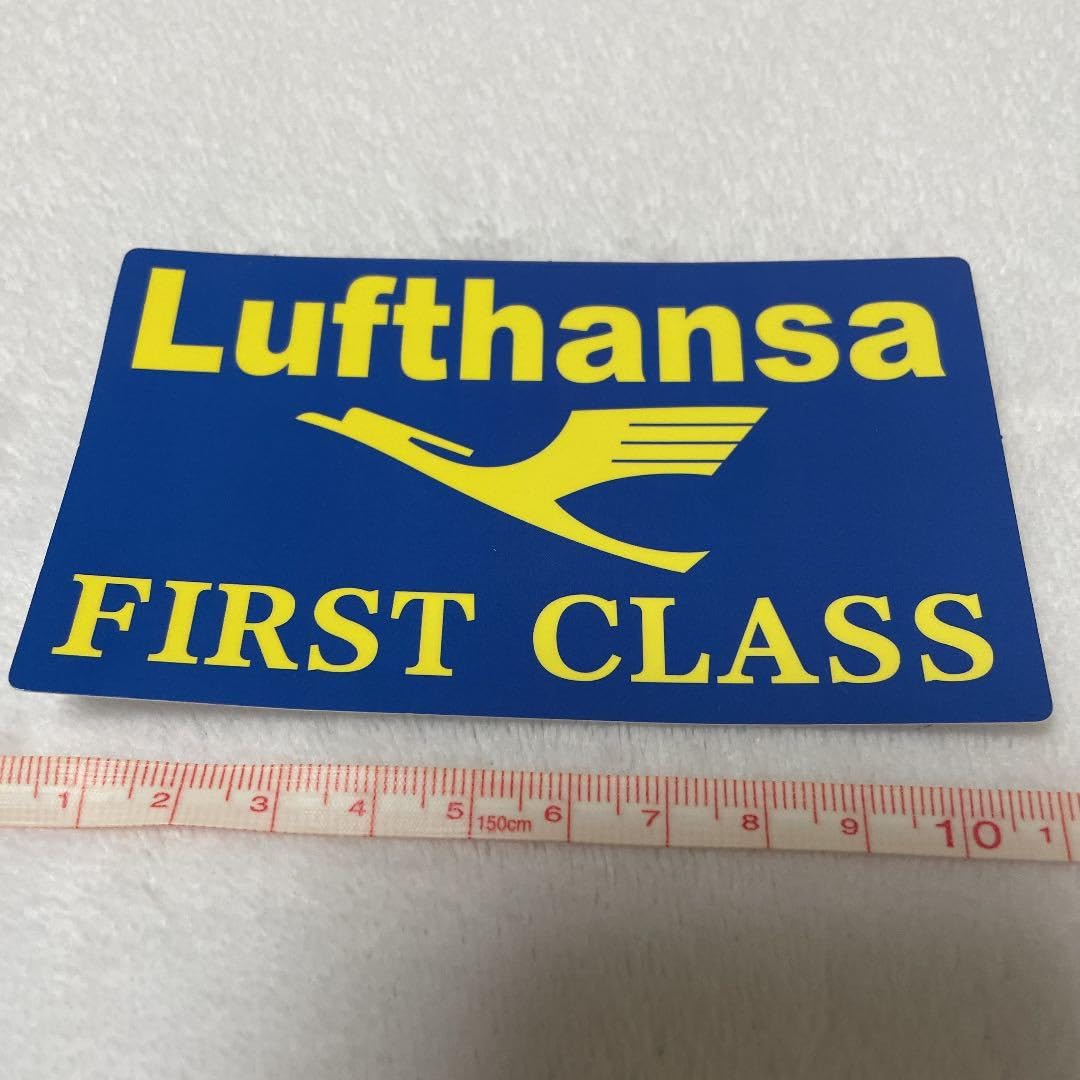 Lufthansa
FIRST CLASS
1 2 3 4 5 150cm 6 7 8 9 10 1